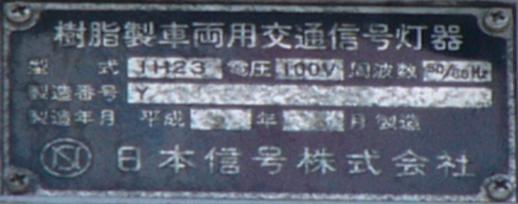 樹脂製車両用交通信号灯器
型式 1H23 電圧 100V 周波数 50/60Hz
製造番号 Y
製造年月 平成 年 月 製造
日本信号株式会社